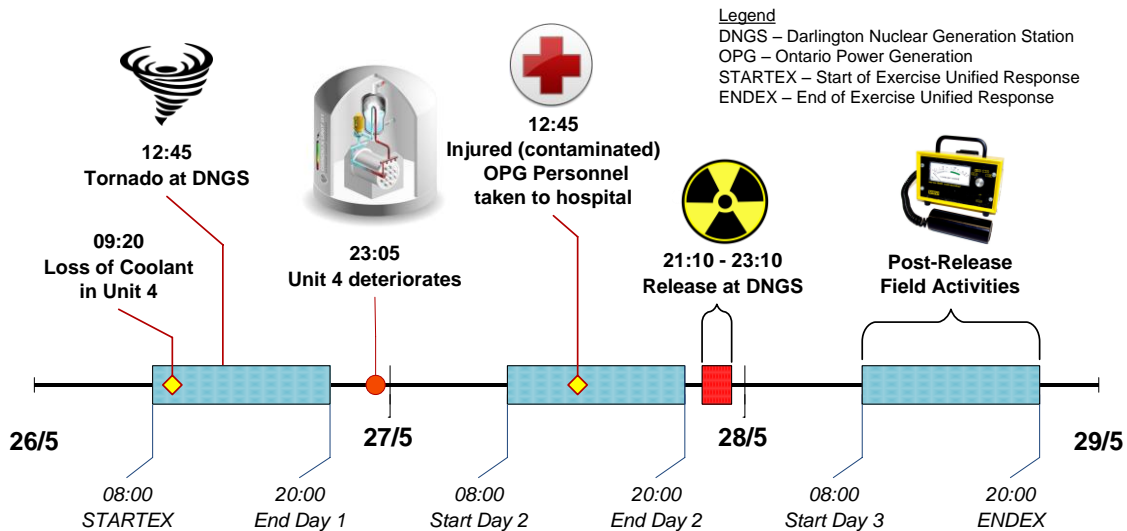 Legend
DNGS – Darlington Nuclear Generation Station
OPG – Ontario Power Generation
STARTEX – Start of Exercise Unified Response
ENDEX – End of Exercise Unified Response
12:45
Tornado at DNGS
09:20
Loss of Coolant
in Unit 4
23:05
Unit 4 deteriorates
12:45
Injured (contaminated)
OPG Personnel
taken to hospital
21:10 - 23:10
Release at DNGS
Post-Release
Field Activities
26/5
27/5
28/5
29/5
08:00
STARTEX
20:00
End Day 1
08:00
Start Day 2
20:00
End Day 2
08:00
Start Day 3
20:00
ENDEX